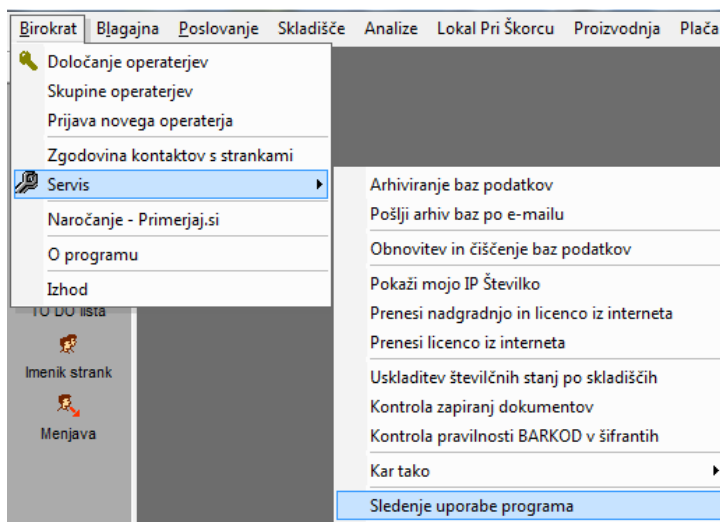 Birokrat Blagajna Poslovanje Skladišče Analize Lokal Pri Škorcu Proizvodnja Plača
Določanje operaterjev
Skupine operaterjev
Prijava novega operaterja
Zgodovina kontaktov s strankami
Servis
Naročanje - Primerjaj.si
O programu
Izhod
Arhiviranje baz podatkov
Pošlji arhiv baz po e-mailu
Obnovitev in čiščenje baz podatkov
Pokaži mojo IP Številko
Prenesi nadgradnjo in licenco iz interneta
Prenesi licenco iz interneta
Uskladitev številčnih stanj po skladiščih
Kontrola zapiranj dokumentov
Kontrola pravilnosti BARKOD v šifrantih
Kar tako
Sledenje uporabe programa
TO DO lista
Imenik strank
Menjava